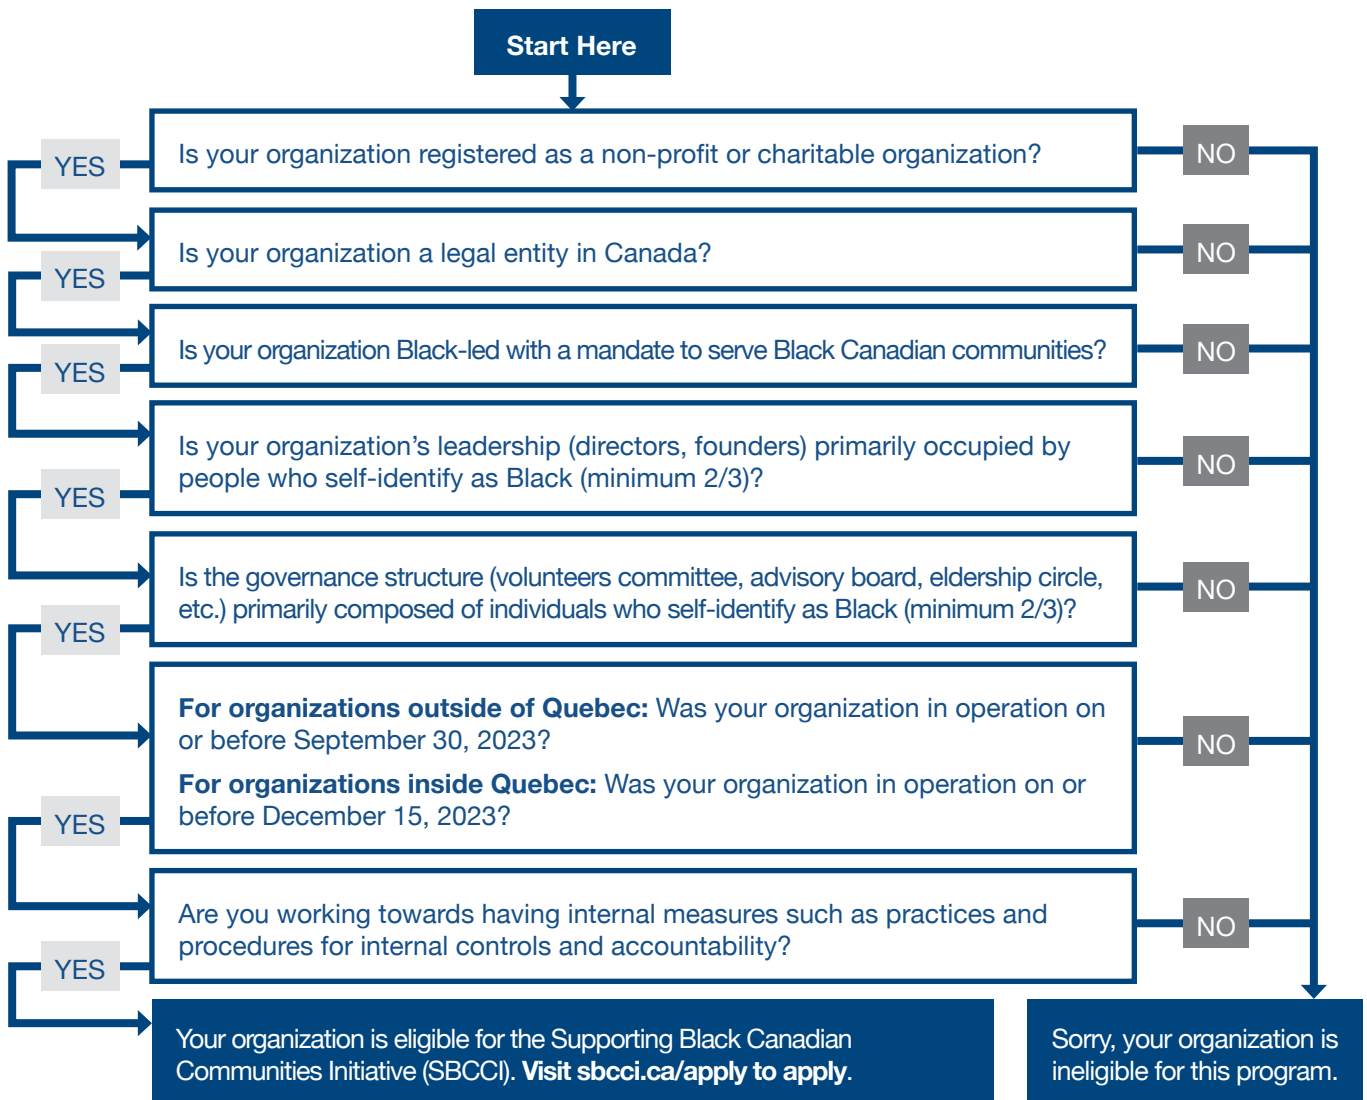 Start Here
Is your organization registered as a non-profit or charitable organization?
YES
NO
Is your organization a legal entity in Canada?
YES
NO
Is your organization Black-led with a mandate to serve Black Canadian communities?
YES
NO
Is your organization’s leadership (directors, founders) primarily occupied by
people who self-identify as Black (minimum 2/3)?
YES
NO
Is the governance structure (volunteers committee, advisory board, eldership circle,
etc.) primarily composed of individuals who self-identify as Black (minimum 2/3)?
YES
NO
For organizations outside of Quebec: Was your organization in operation on
or before September 30, 2023?
For organizations inside Quebec: Was your organization in operation on or
before December 15, 2023?
YES
NO
Are you working towards having internal measures such as practices and
procedures for internal controls and accountability?
YES
NO
Your organization is eligible for the Supporting Black Canadian
Communities Initiative (SBCCI). Visit sbcci.ca/apply to apply.
Sorry, your organization is
ineligible for this program.